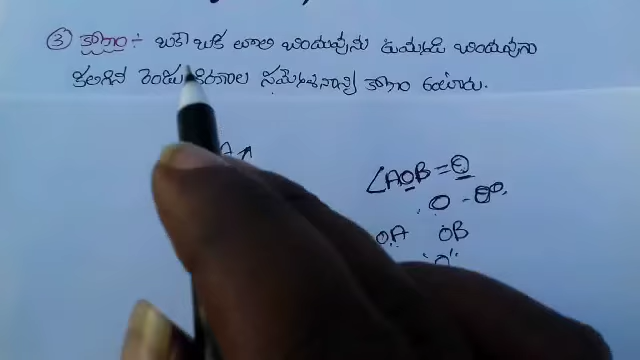 ③ కోణం :- ఒకే ఒక తొలి బిందువును ఉమ్మడి బిందువుగా
కలిగిన రెండు కిరణాల సమ్మేళనాన్ని కోణం అంటారు.
A
∠AOB = θ
O - θ°.
OA OB
"O"